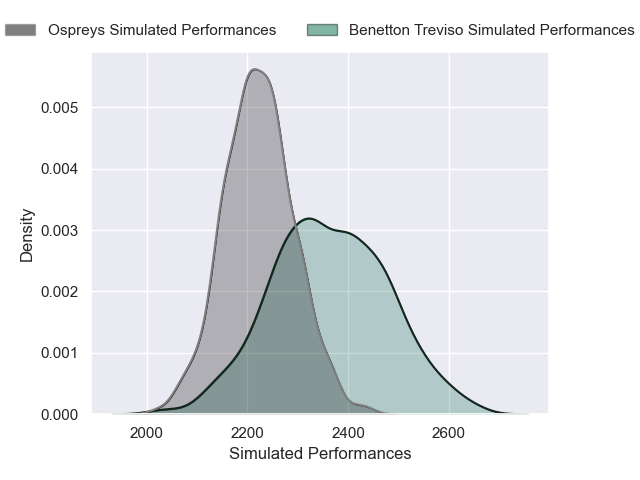 Ospreys Simulated Performances Benetton Treviso Simulated Performances
0.005
0.004
0.003
0.002
0.001
0.000
Density
2000 2200 2400 2600
Simulated Performances